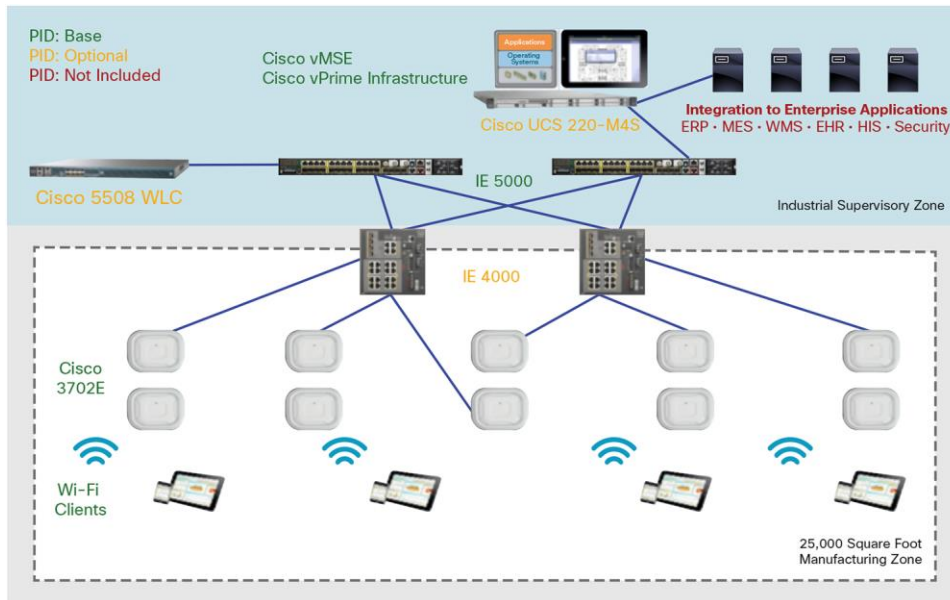 PID: Base
PID: Optional
PID: Not Included
Cisco vMSE
Cisco vPrime Infrastructure
Applications
Operating
Systems
Cisco UCS 220-M4S
Integration to Enterprise Applications
ERP • MES • WMS • EHR • HIS • Security
Cisco 5508 WLC
IE 5000
Industrial Supervisory Zone
IE 4000
Cisco
3702E
Wi-Fi
Clients
25,000 Square Foot
Manufacturing Zone